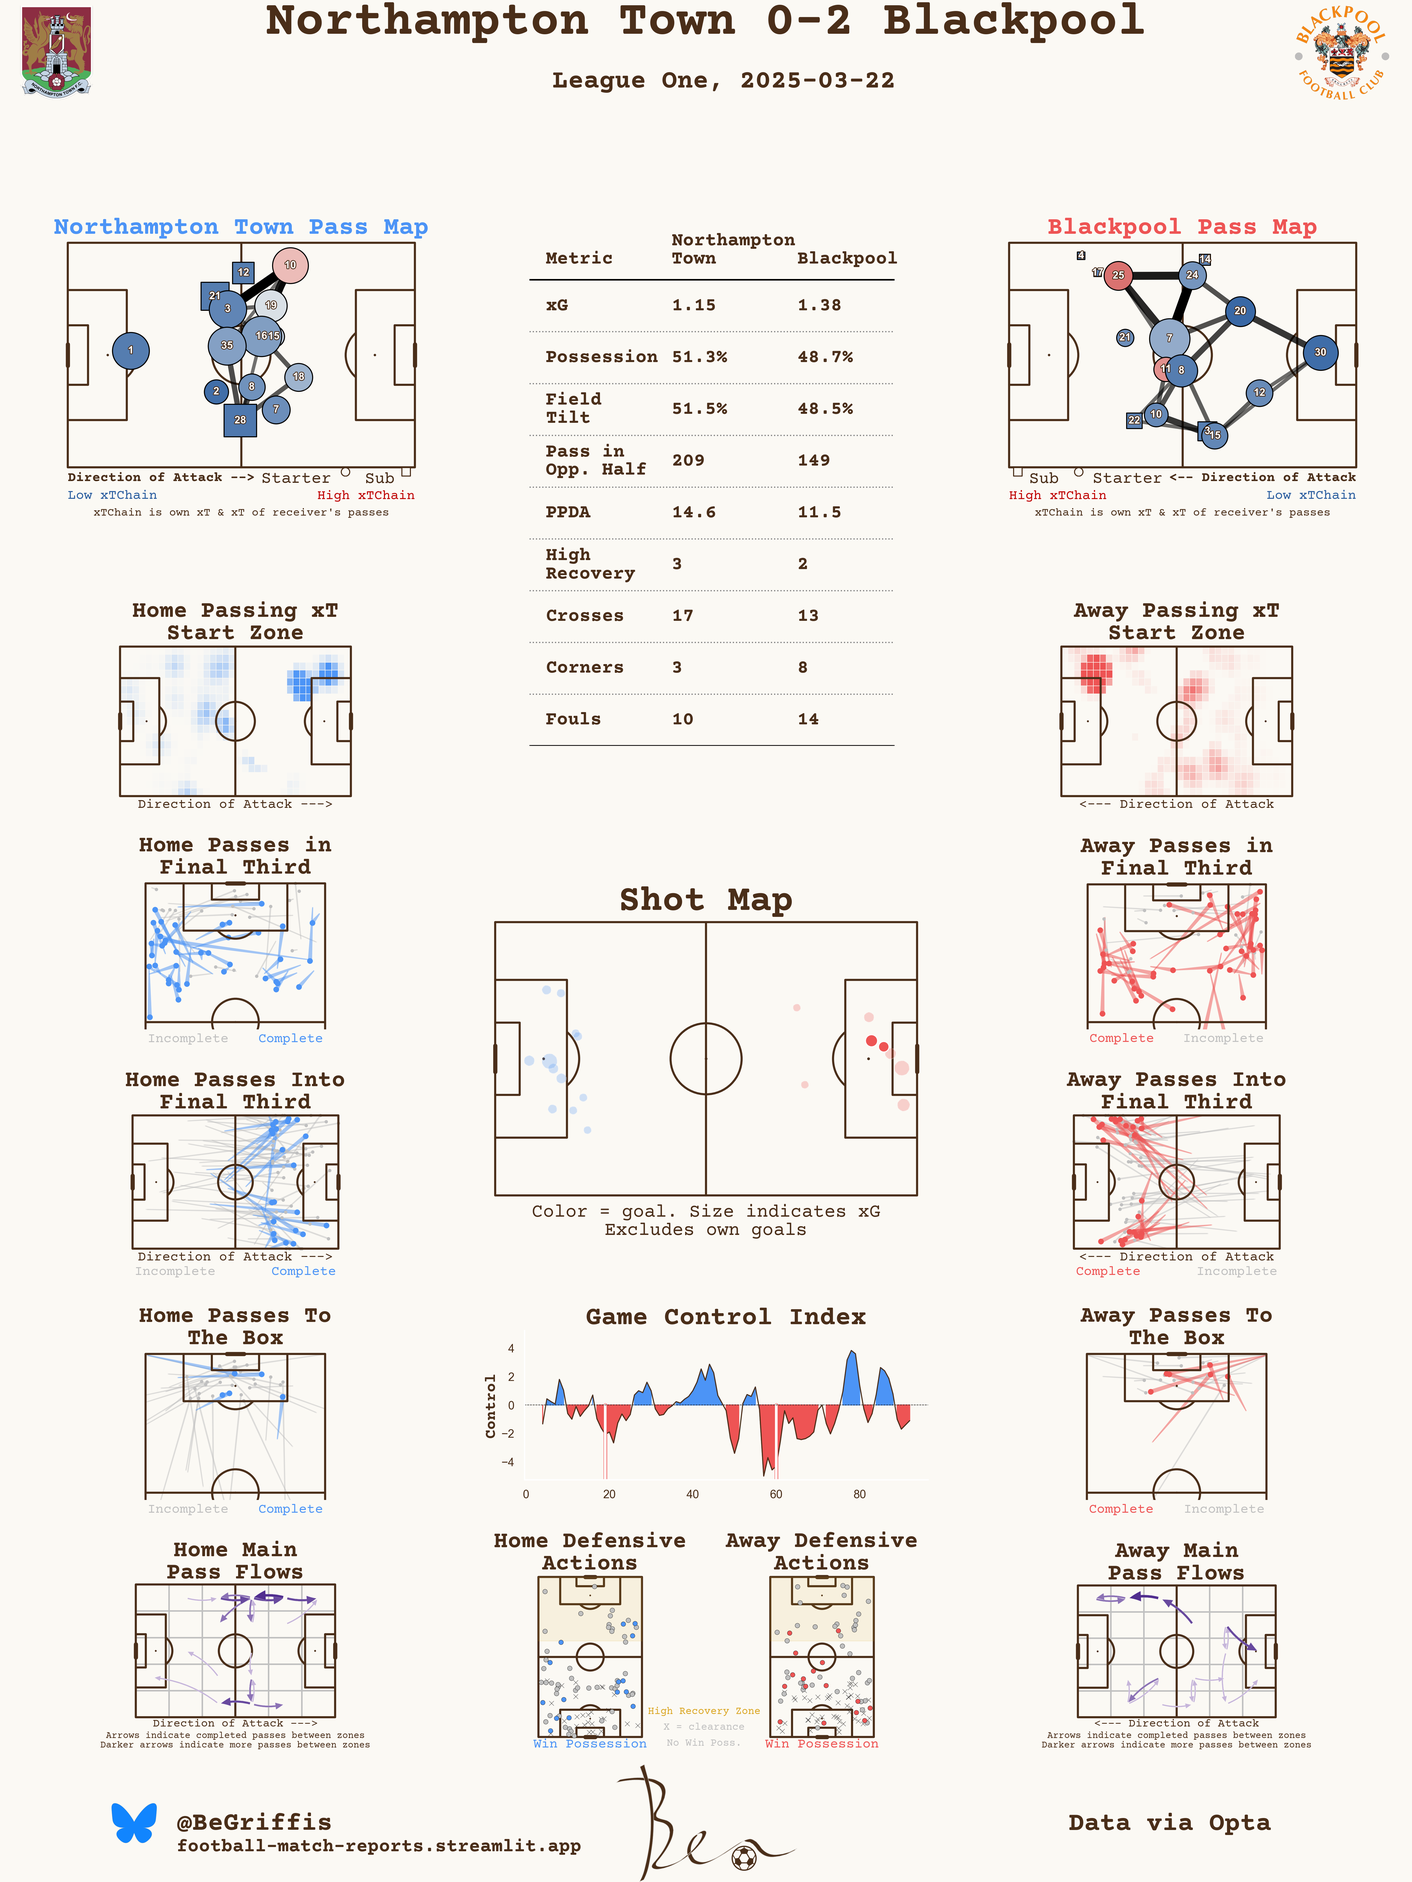 Northampton Town 0-2 Blackpool
League One, 2025-03-22
NORTHAMPTON TOWN F.C.
BLACKPOOL
FOOTBALL CLUB
Northampton Town Pass Map
12
10
21
3
19
16
15
35
1
18
2
8
7
28
Direction of Attack --> Starter Sub
Low xTChain High xTChain
xTChain is own xT & xT of receiver's passes
Metric Northampton Town Blackpool
xG 1.15 1.38
Possession 51.3% 48.7%
Field Tilt 51.5% 48.5%
Pass in Opp. Half 209 149
PPDA 14.6 11.5
High Recovery 3 2
Crosses 17 13
Corners 3 8
Fouls 10 14
Blackpool Pass Map
4
14
17
25
24
20
21
7
30
11
8
12
10
22
3
15
Sub Starter <-- Direction of Attack
High xTChain Low xTChain
xTChain is own xT & xT of receiver's passes
Home Passing xT
Start Zone
Direction of Attack --->
Away Passing xT
Start Zone
<--- Direction of Attack
Home Passes in
Final Third
Incomplete Complete
Away Passes in
Final Third
Complete Incomplete
Shot Map
Color = goal. Size indicates xG
Excludes own goals
Home Passes Into
Final Third
Direction of Attack --->
Incomplete Complete
Away Passes Into
Final Third
<--- Direction of Attack
Complete Incomplete
Home Passes To
The Box
Incomplete Complete
Game Control Index
Control
4
2
0
−2
−4
0 20 40 60 80
Away Passes To
The Box
Complete Incomplete
Home Main
Pass Flows
Direction of Attack --->
Arrows indicate completed passes between zones
Darker arrows indicate more passes between zones
Home Defensive
Actions
Win Possession
High Recovery Zone
X = clearance
No Win Poss.
Away Defensive
Actions
Win Possession
Away Main
Pass Flows
<--- Direction of Attack
Arrows indicate completed passes between zones
Darker arrows indicate more passes between zones
@BeGriffis
football-match-reports.streamlit.app
Ben
Data via Opta